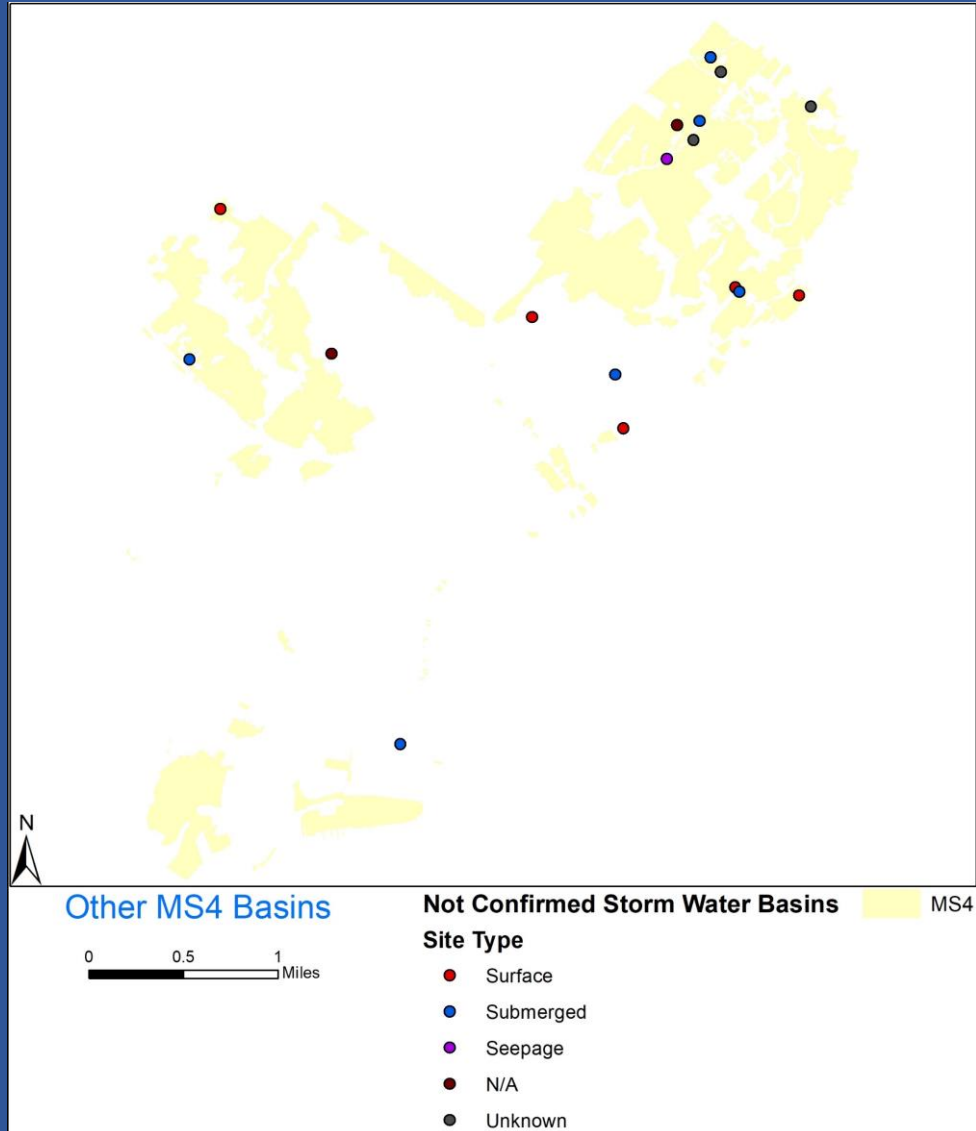 N
Other MS4 Basins
0 0.5 1
Miles
Not Confirmed Storm Water Basins
MS4
Site Type
Surface
Submerged
Seepage
N/A
Unknown